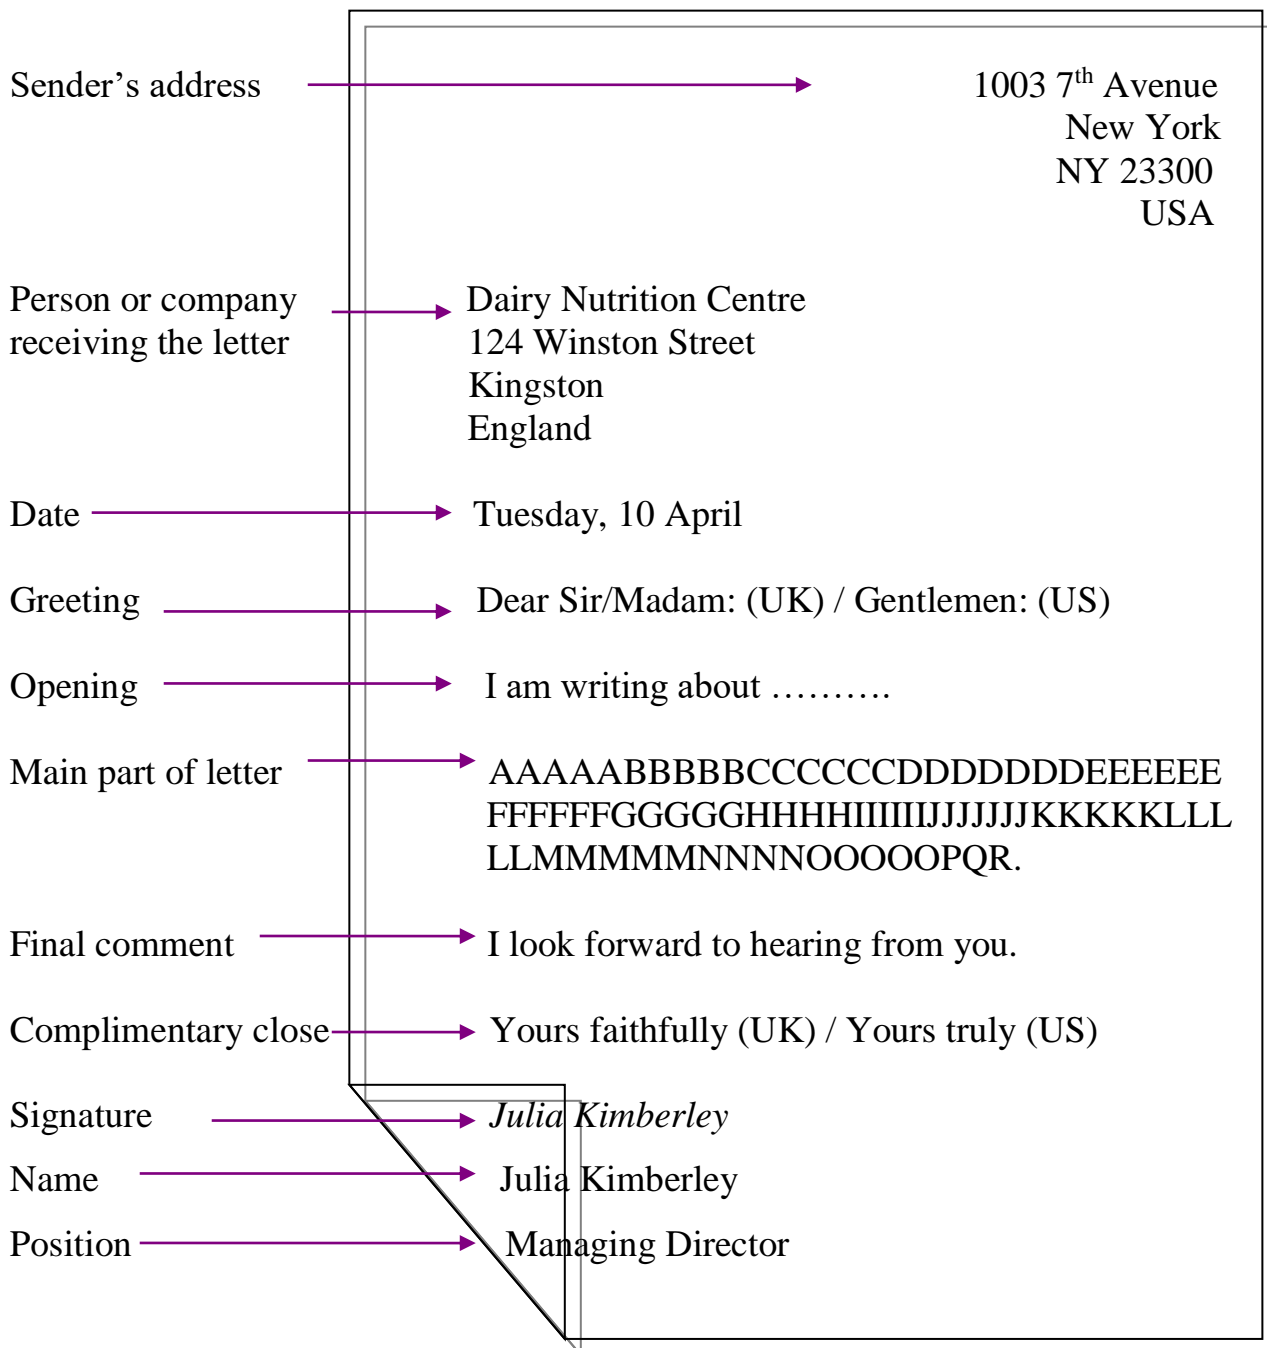 Sender’s address 1003 7th Avenue
New York
NY 23300
USA
Person or company Dairy Nutrition Centre
receiving the letter 124 Winston Street
Kingston
England
Date Tuesday, 10 April
Greeting Dear Sir/Madam: (UK) / Gentlemen: (US)
Opening I am writing about ……….
Main part of letter AAAAABBBBBCCCCCCDDDDDDDEEEEEE
FFFFFFGGGGGHHHHIIIIIIJJJJJJJKKKKKLLL
LLMMMMMNNNNOOOOOPQR.
Final comment I look forward to hearing from you.
Complimentary close Yours faithfully (UK) / Yours truly (US)
Signature Julia Kimberley
Name Julia Kimberley
Position Managing Director